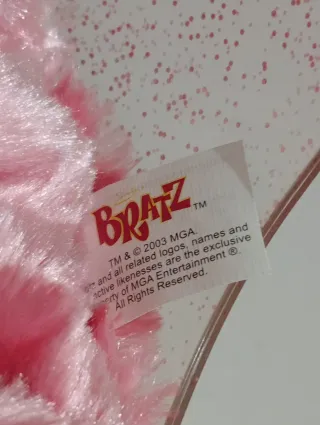 BRATZ™
TM & © 2003 MGA.
and all related logos, names and
likenesses are the exclusive
of MGA Entertainment ®.
All Rights Reserved.